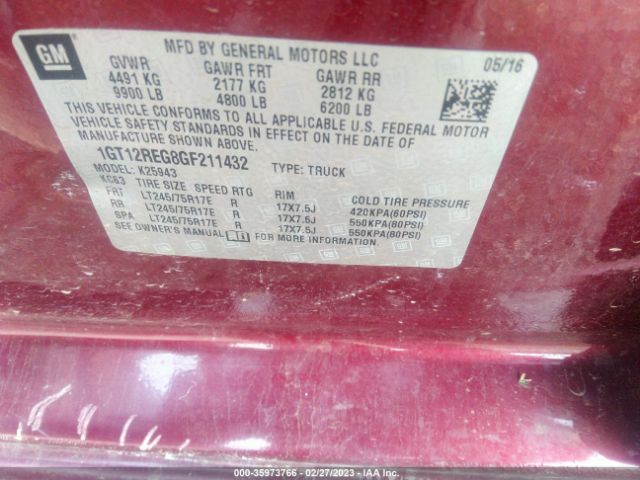 GM
MFD BY GENERAL MOTORS LLC
05/16
GVWR GAWR FRT GAWR RR
4491 KG 2177 KG 2812 KG
9900 LB 4800 LB 6200 LB
THIS VEHICLE CONFORMS TO ALL APPLICABLE U.S. FEDERAL MOTOR
VEHICLE SAFETY STANDARDS IN EFFECT ON THE DATE OF
MANUFACTURE SHOWN ABOVE.
1GT12REG8GF211432 TYPE: TRUCK
MODEL: K25943
KC63 TIRE SIZE SPEED RTG RIM COLD TIRE PRESSURE
FRT LT245/75R17E R 17X7.5J 420KPA(60PSI)
RR LT245/75R17E R 17X7.5J 550KPA(80PSI)
SPA LT245/75R17E R 17X7.5J 550KPA(80PSI)
SEE OWNER'S MANUAL FOR MORE INFORMATION.
000-35973766 - 02/27/2023 - IAA Inc.